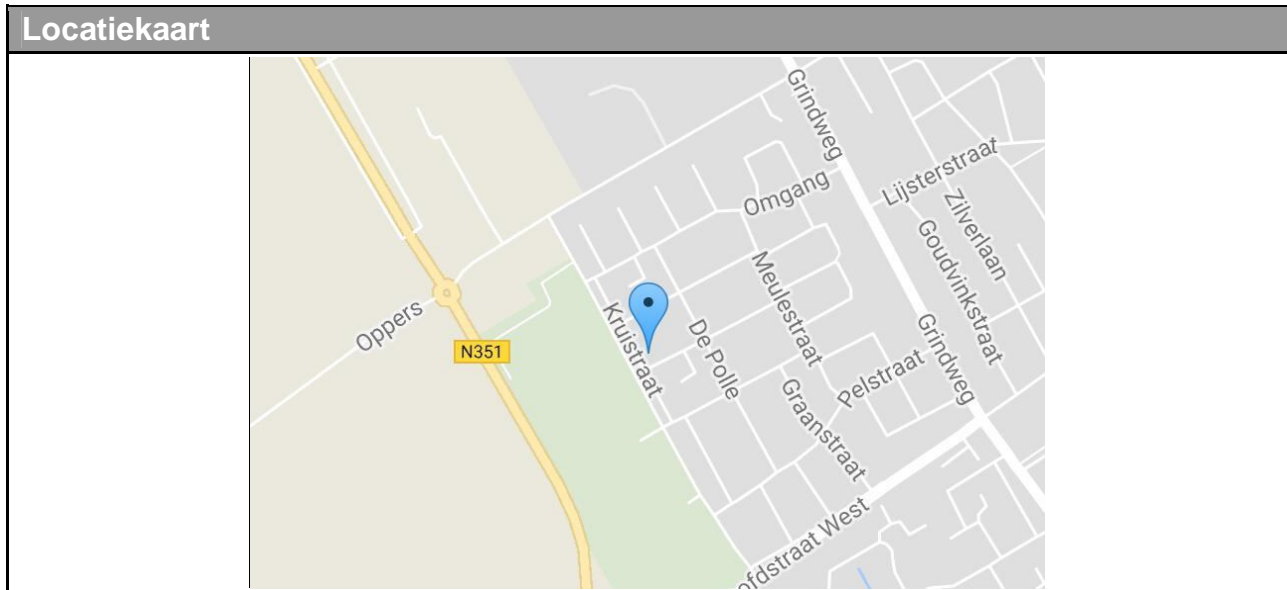 Locatiekaart
Grindweg
Lijsterstraat
Omgang
Zilverlaan
Goudvinkstraat
Meulestraat
Oppers
Kruistraat
N351
De Polle
Grindweg
Pelstraat
Graanstraat
ofdstraat West